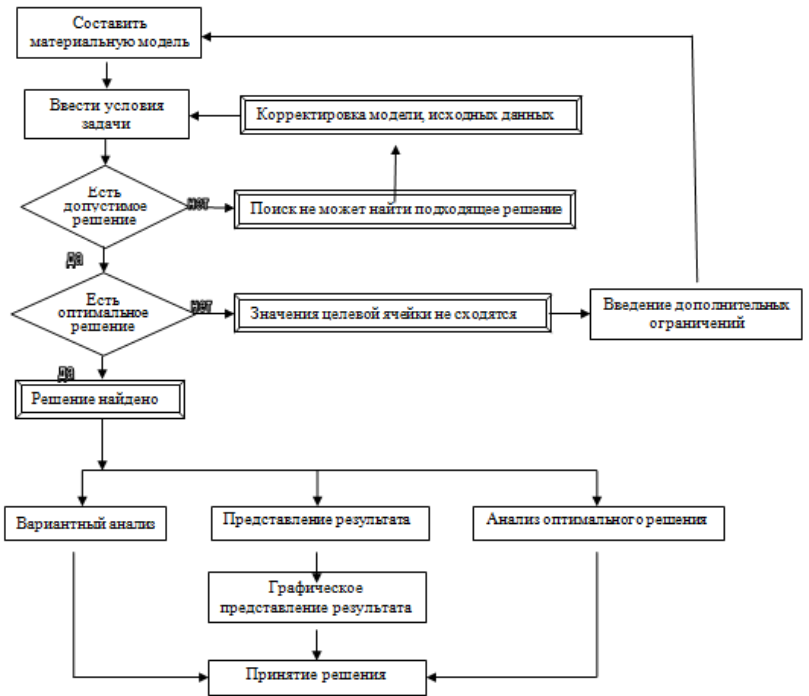 Составить
материальную модель
Ввести условия
задачи
Корректировка модели, исходных данных
Есть
допустимое
решение
нет
Поиск не может найти подходящее решение
да
Есть
оптимальное
решение
нет
Значения целевой ячейки не сходятся
Введение дополнительных
ограничений
да
Решение найдено
Вариантный анализ
Представление результата
Анализ оптимального решения
Графическое
представление результата
Принятие решения